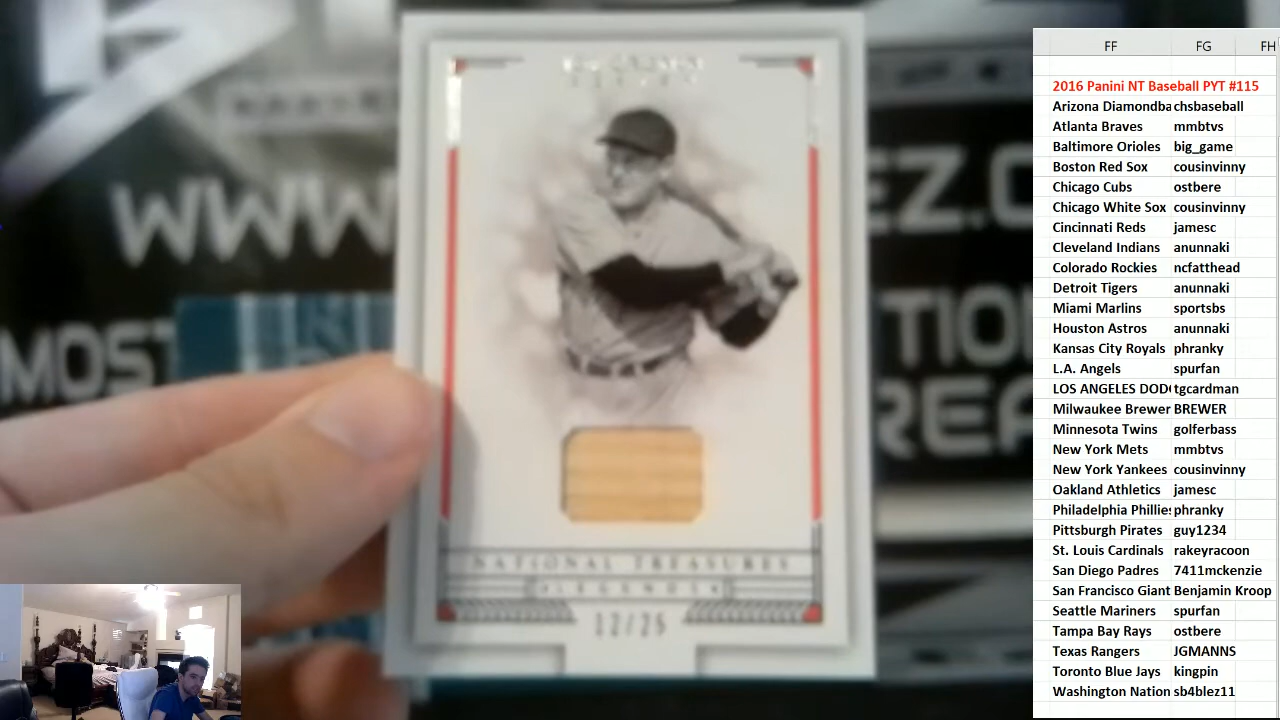 WWW
EZ.C
MOST
TION
REA
NATIONAL TREASURES
LEGENDS
12/25
FF FG FH
2016 Panini NT Baseball PYT #115
Arizona Diamondba chsbaseball
Atlanta Braves mmbtvs
Baltimore Orioles big_game
Boston Red Sox cousinvinny
Chicago Cubs ostbere
Chicago White Sox cousinvinny
Cincinnati Reds jamesc
Cleveland Indians anunnaki
Colorado Rockies ncfatthead
Detroit Tigers anunnaki
Miami Marlins sportsbs
Houston Astros anunnaki
Kansas City Royals phranky
L.A. Angels spurfan
LOS ANGELES DOD tgcardman
Milwaukee Brewer BREWER
Minnesota Twins golferbass
New York Mets mmbtvs
New York Yankees cousinvinny
Oakland Athletics jamesc
Philadelphia Phillies phranky
Pittsburgh Pirates guy1234
St. Louis Cardinals rakeyracoon
San Diego Padres 7411mckenzie
San Francisco Giant Benjamin Kroop
Seattle Mariners spurfan
Tampa Bay Rays ostbere
Texas Rangers JGMANNS
Toronto Blue Jays kingpin
Washington Nation sb4blez11